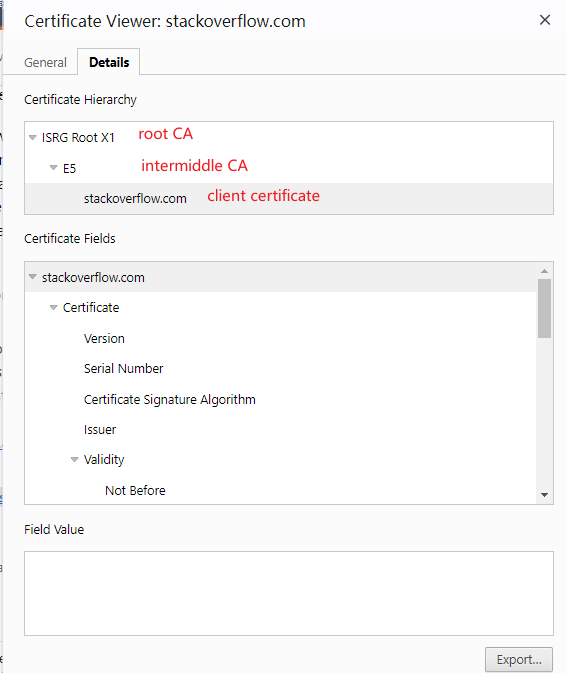 Certificate Viewer: stackoverflow.com
General Details
Certificate Hierarchy
ISRG Root X1 root CA
E5 intermiddle CA
stackoverflow.com client certificate
Certificate Fields
stackoverflow.com
Certificate
Version
Serial Number
Certificate Signature Algorithm
Issuer
Validity
Not Before
Field Value
Export...